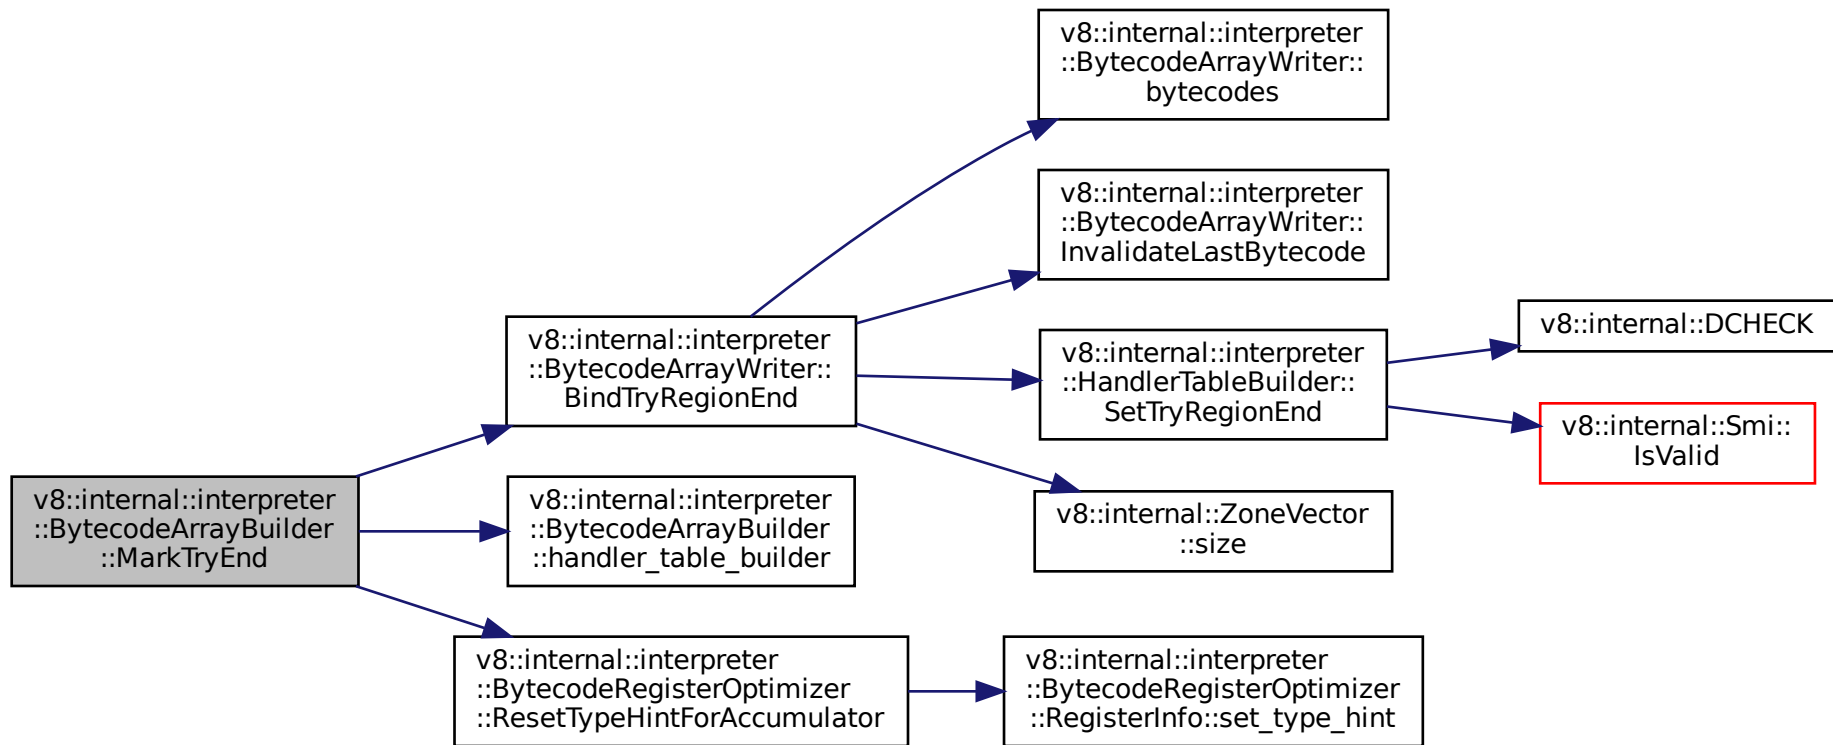 v8::internal::interpreter
::BytecodeArrayBuilder
::MarkTryEnd
v8::internal::interpreter
::BytecodeArrayWriter::
BindTryRegionEnd
v8::internal::interpreter
::BytecodeArrayWriter::
bytecodes
v8::internal::interpreter
::BytecodeArrayWriter::
InvalidateLastBytecode
v8::internal::interpreter
::HandlerTableBuilder::
SetTryRegionEnd
v8::internal::DCHECK
v8::internal::Smi::
IsValid
v8::internal::ZoneVector
::size
v8::internal::interpreter
::BytecodeArrayBuilder
::handler_table_builder
v8::internal::interpreter
::BytecodeRegisterOptimizer
::ResetTypeHintForAccumulator
v8::internal::interpreter
::BytecodeRegisterOptimizer
::RegisterInfo::set_type_hint